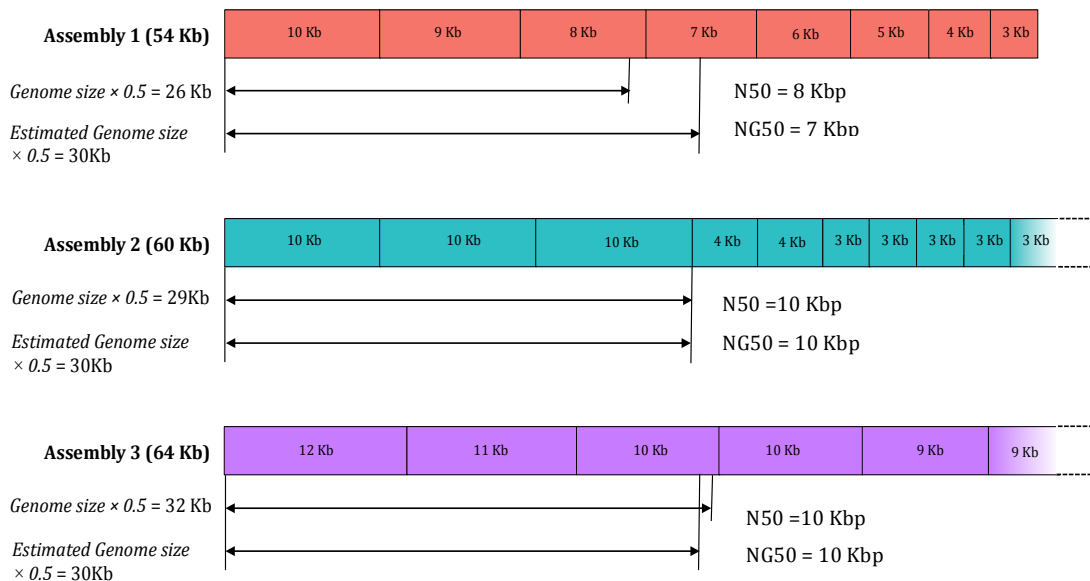 Assembly 1 (54 Kb)
10 Kb 9 Kb 8 Kb 7 Kb 6 Kb 5 Kb 4 Kb 3 Kb
Genome size × 0.5 = 26 Kb
N50 = 8 Kbp
Estimated Genome size
× 0.5 = 30Kb
NG50 = 7 Kbp
Assembly 2 (60 Kb)
10 Kb 10 Kb 10 Kb 4 Kb 4 Kb 3 Kb 3 Kb 3 Kb 3 Kb 3 Kb
Genome size × 0.5 = 29Kb
N50 =10 Kbp
Estimated Genome size
× 0.5 = 30Kb
NG50 = 10 Kbp
Assembly 3 (64 Kb)
12 Kb 11 Kb 10 Kb 10 Kb 9 Kb 9 Kb
Genome size × 0.5 = 32 Kb
N50 =10 Kbp
Estimated Genome size
× 0.5 = 30Kb
NG50 = 10 Kbp